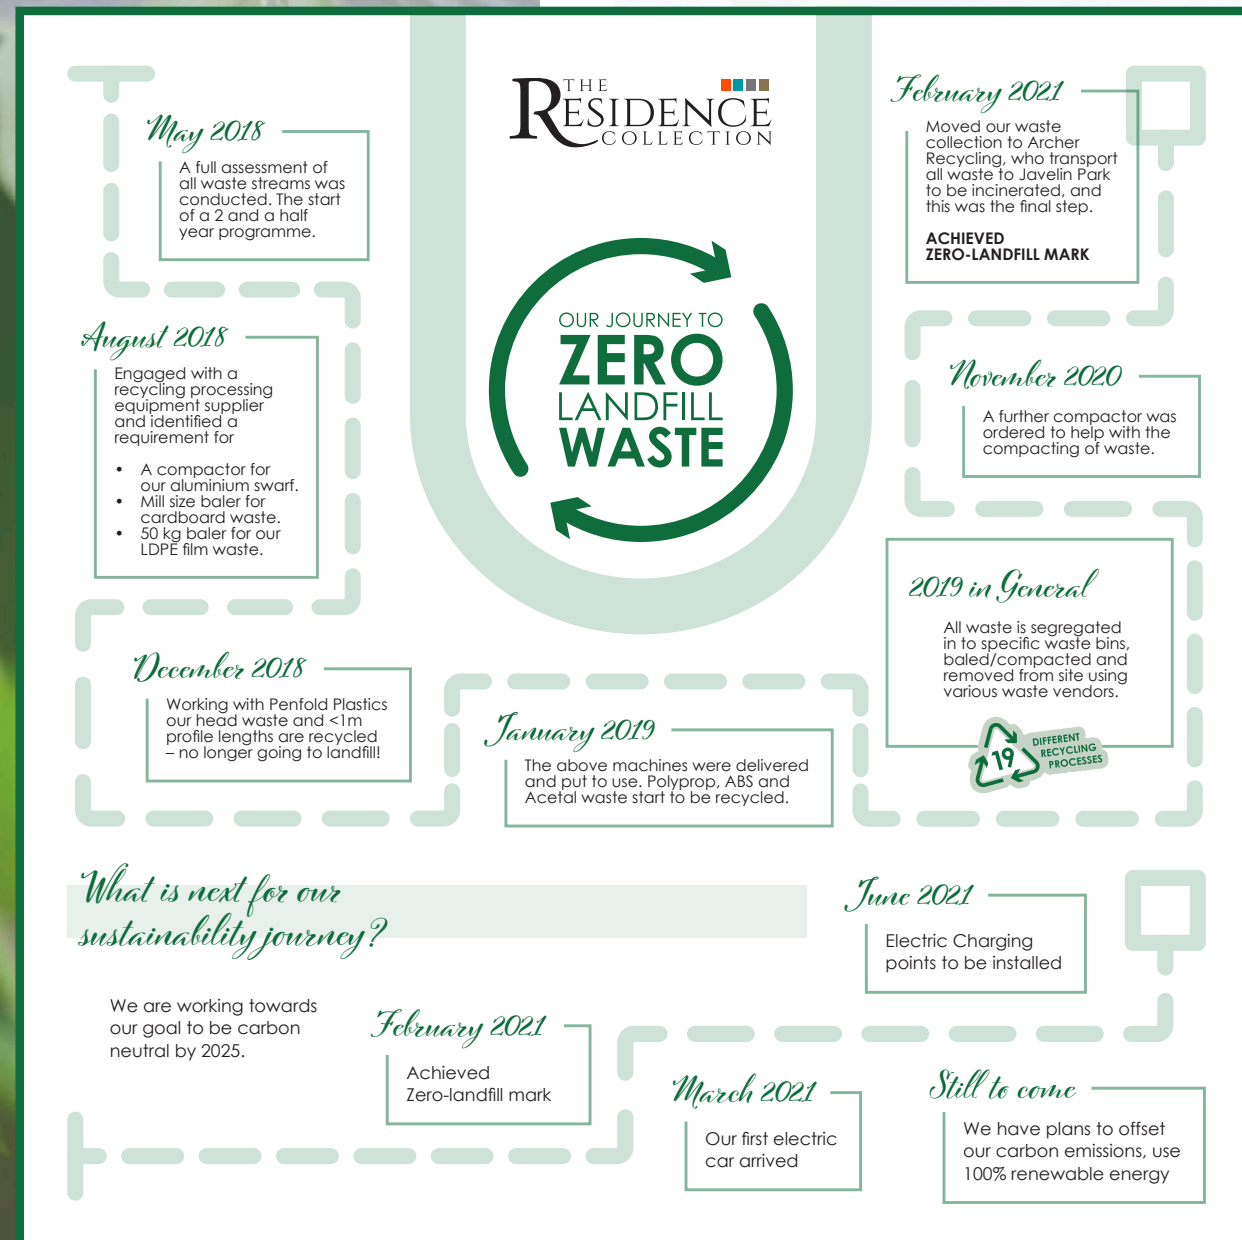 THE
RESIDENCE
COLLECTION
OUR JOURNEY TO
ZERO
LANDFILL
WASTE
May 2018
A full assessment of
all waste streams was
conducted. The start
of a 2 and a half
year programme.
August 2018
Engaged with a
recycling processing
equipment supplier
and identified a
requirement for
• A compactor for
our aluminium swarf.
• Mill size baler for
cardboard waste.
• 50 kg baler for our
LDPE film waste.
December 2018
Working with Penfold Plastics
our head waste and <1m
profile lengths are recycled
– no longer going to landfill!
January 2019
The above machines were delivered
and put to use. Polyprop, ABS and
Acetal waste start to be recycled.
2019 in General
All waste is segregated
in to specific waste bins,
baled/compacted and
removed from site using
various waste vendors.
19
DIFFERENT
RECYCLING
PROCESSES
November 2020
A further compactor was
ordered to help with the
compacting of waste.
February 2021
Moved our waste
collection to Archer
Recycling, who transport
all waste to Javelin Park
to be incinerated, and
this was the final step.
ACHIEVED
ZERO-LANDFILL MARK
What is next for our
sustainability journey?
We are working towards
our goal to be carbon
neutral by 2025.
February 2021
Achieved
Zero-landfill mark
March 2021
Our first electric
car arrived
June 2021
Electric Charging
points to be installed
Still to come
We have plans to offset
our carbon emissions, use
100% renewable energy